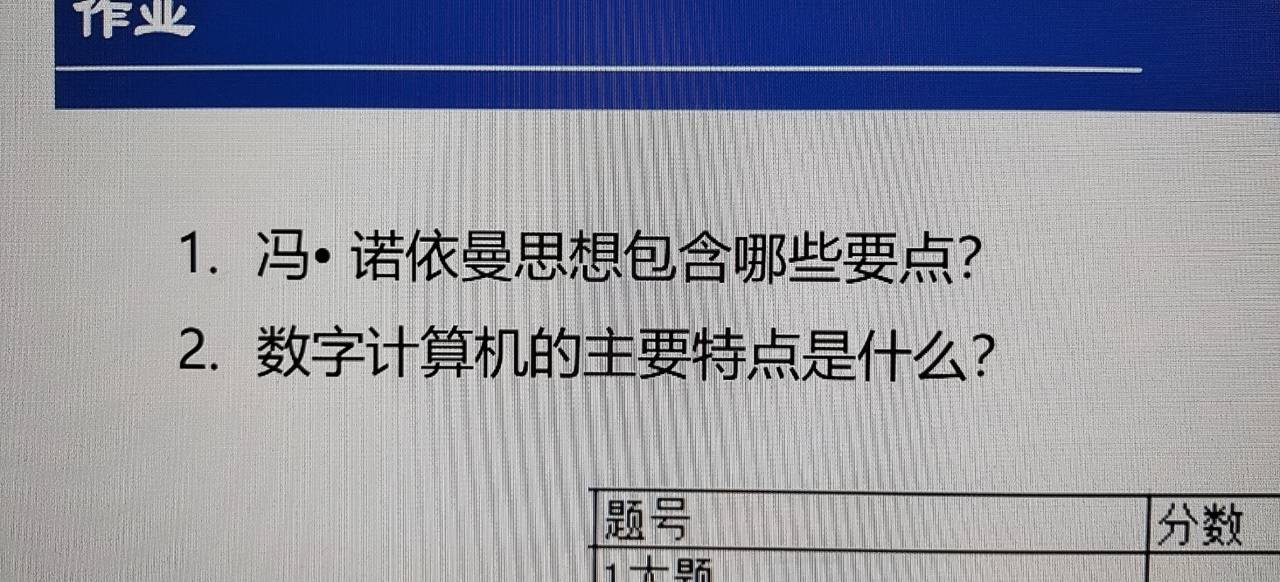 作业
1. 冯• 诺依曼思想包含哪些要点?
2. 数字计算机的主要特点是什么?
题号 分数
1大题